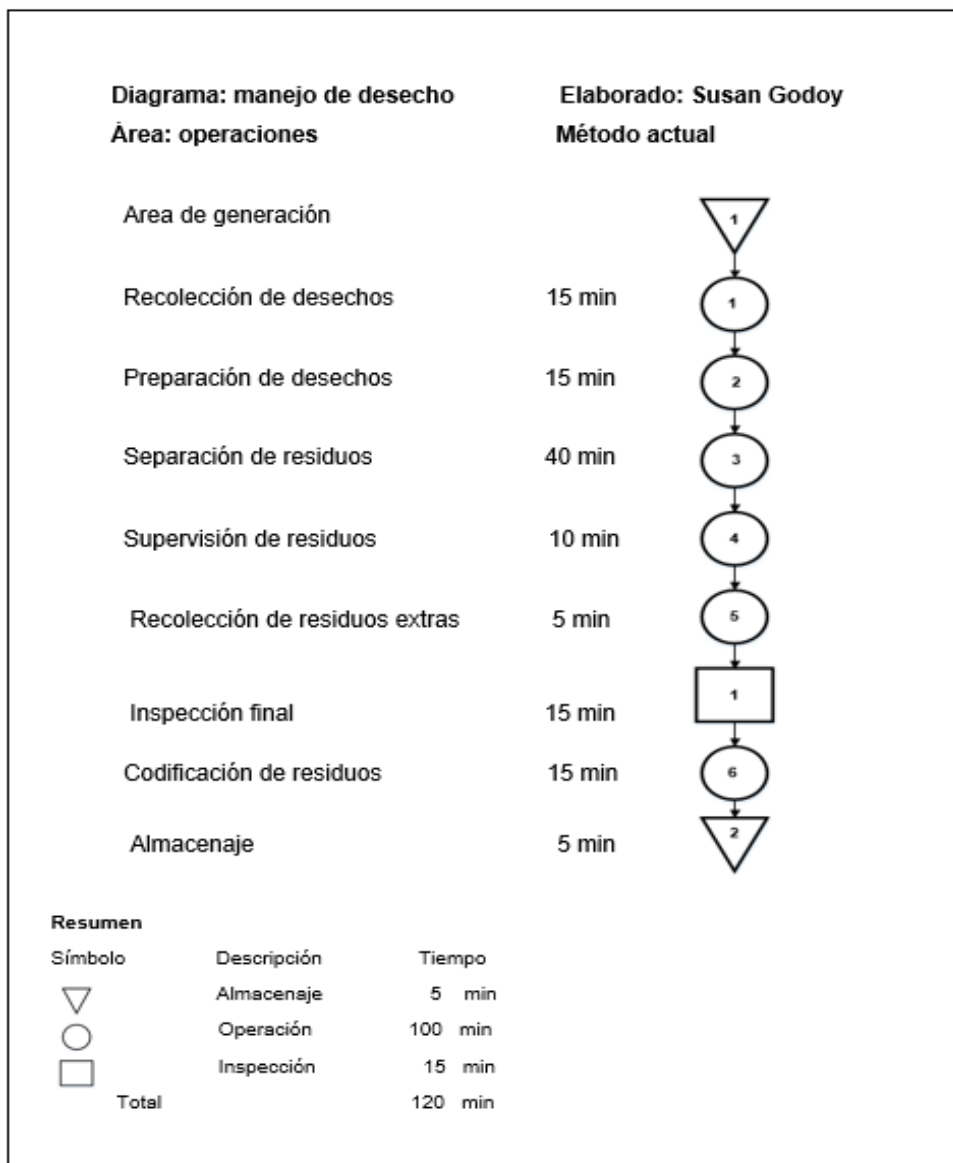 Diagrama: manejo de desecho Elaborado: Susan Godoy
Àrea: operaciones Método actual
Area de generación 1
Recolección de desechos 15 min 1
Preparación de desechos 15 min 2
Separación de residuos 40 min 3
Supervisión de residuos 10 min 4
Recolección de residuos extras 5 min 5
Inspección final 15 min 1
Codificación de residuos 15 min 6
Almacenaje 5 min 2
Resumen
Símbolo Descripción Tiempo
Almacenaje 5 min
Operación 100 min
Inspección 15 min
Total 120 min